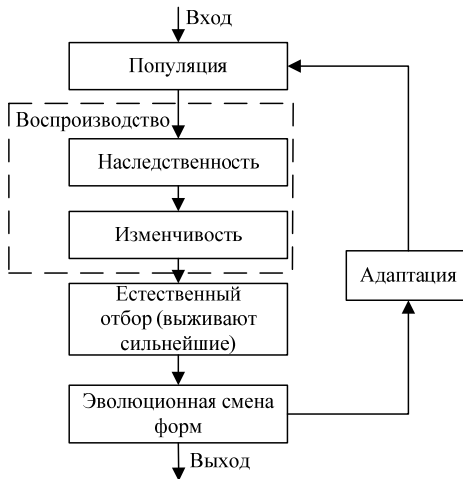 Вход
Популяция
Воспроизводство
Наследственность
Изменчивость
Естественный
отбор (выживают
сильнейшие)
Адаптация
Эволюционная смена
форм
Выход